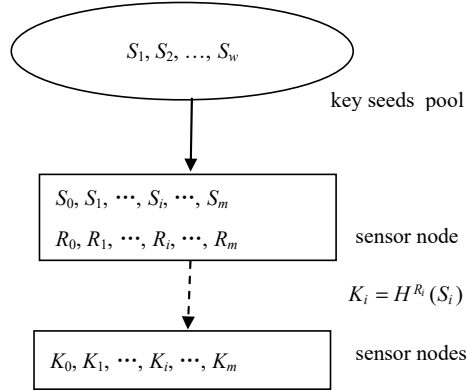 S₁, S₂, …, S_w
key seeds pool
S₀, S₁, ⋯, Sᵢ, ⋯, Sₘ
R₀, R₁, ⋯, Rᵢ, ⋯, Rₘ
sensor node
Kᵢ = H^{Rᵢ}(Sᵢ)
K₀, K₁, ⋯, Kᵢ, ⋯, Kₘ
sensor nodes